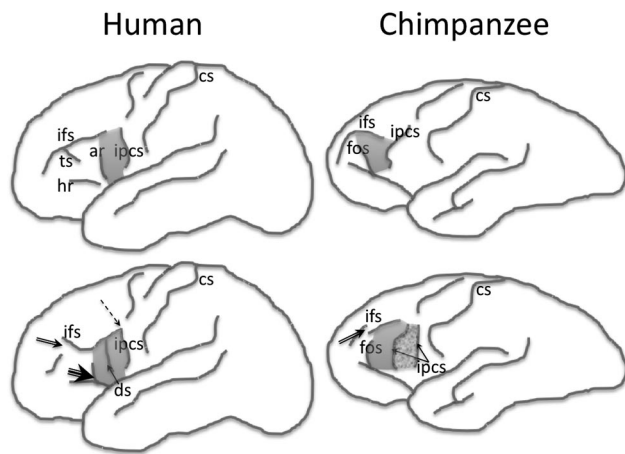 Human
Chimpanzee
cs
cs
ifs
ifs
ipcs
ar
ipcs
fos
ts
hr
cs
cs
ifs
ifs
ipcs
fos
ipcs
ds